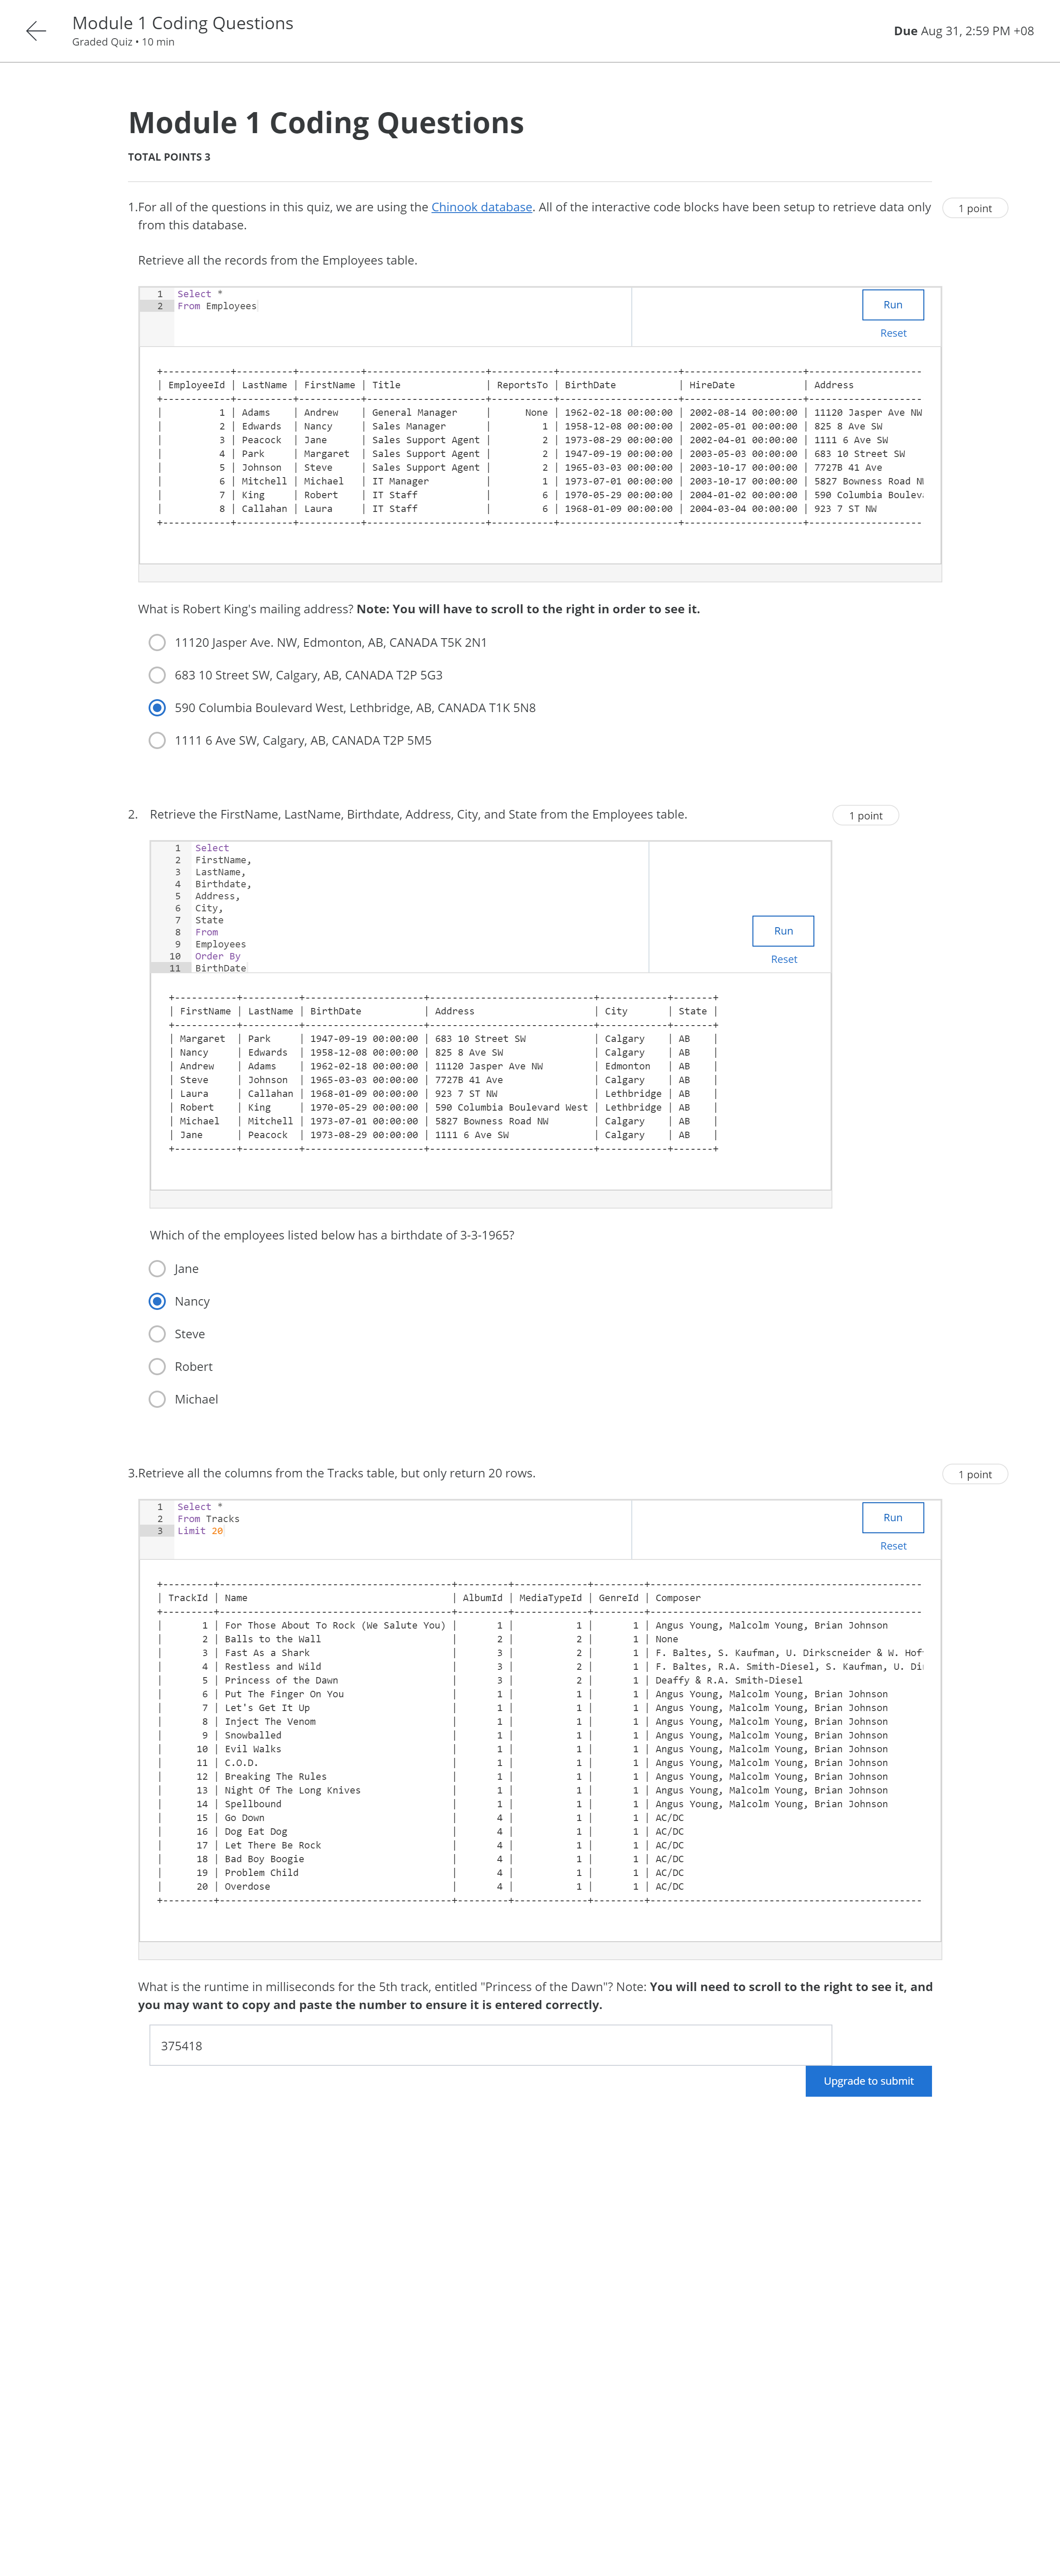 Module 1 Coding Questions
Graded Quiz • 10 min
Due Aug 31, 2:59 PM +08
Module 1 Coding Questions
TOTAL POINTS 3
1.For all of the questions in this quiz, we are using the Chinook database. All of the interactive code blocks have been setup to retrieve data only
from this database.
1 point
Retrieve all the records from the Employees table.
1 Select *
2 From Employees
Run
Reset
+------------+----------+-----------+--------------------+-----------+---------------------+---------------------+--------------------
| EmployeeId | LastName | FirstName | Title | ReportsTo | BirthDate | HireDate | Address
+------------+----------+-----------+--------------------+-----------+---------------------+---------------------+--------------------
| 1 | Adams | Andrew | General Manager | None | 1962-02-18 00:00:00 | 2002-08-14 00:00:00 | 11120 Jasper Ave NW
| 2 | Edwards | Nancy | Sales Manager | 1 | 1958-12-08 00:00:00 | 2002-05-01 00:00:00 | 825 8 Ave SW
| 3 | Peacock | Jane | Sales Support Agent | 2 | 1973-08-29 00:00:00 | 2002-04-01 00:00:00 | 1111 6 Ave SW
| 4 | Park | Margaret | Sales Support Agent | 2 | 1947-09-19 00:00:00 | 2003-05-03 00:00:00 | 683 10 Street SW
| 5 | Johnson | Steve | Sales Support Agent | 2 | 1965-03-03 00:00:00 | 2003-10-17 00:00:00 | 7727B 41 Ave
| 6 | Mitchell | Michael | IT Manager | 1 | 1973-07-01 00:00:00 | 2003-10-17 00:00:00 | 5827 Bowness Road
| 7 | King | Robert | IT Staff | 6 | 1970-05-29 00:00:00 | 2004-01-02 00:00:00 | 590 Columbia Boulev
| 8 | Callahan | Laura | IT Staff | 6 | 1968-01-09 00:00:00 | 2004-03-04 00:00:00 | 923 7 ST NW
+------------+----------+-----------+--------------------+-----------+---------------------+---------------------+--------------------
What is Robert King's mailing address? Note: You will have to scroll to the right in order to see it.
11120 Jasper Ave. NW, Edmonton, AB, CANADA T5K 2N1
683 10 Street SW, Calgary, AB, CANADA T2P 5G3
590 Columbia Boulevard West, Lethbridge, AB, CANADA T1K 5N8
1111 6 Ave SW, Calgary, AB, CANADA T2P 5M5
2. Retrieve the FirstName, LastName, Birthdate, Address, City, and State from the Employees table.
1 point
1 Select
2 FirstName,
3 LastName,
4 Birthdate,
5 Address,
6 City,
7 State
8 From
9 Employees
10 Order By
11 BirthDate
Run
Reset
+-----------+----------+---------------------+-----------------------------+------------+-------+
| FirstName | LastName | BirthDate | Address | City | State |
+-----------+----------+---------------------+-----------------------------+------------+-------+
| Margaret | Park | 1947-09-19 00:00:00 | 683 10 Street SW | Calgary | AB |
| Nancy | Edwards | 1958-12-08 00:00:00 | 825 8 Ave SW | Calgary | AB |
| Andrew | Adams | 1962-02-18 00:00:00 | 11120 Jasper Ave NW | Edmonton | AB |
| Steve | Johnson | 1965-03-03 00:00:00 | 7727B 41 Ave | Calgary | AB |
| Laura | Callahan | 1968-01-09 00:00:00 | 923 7 ST NW | Lethbridge | AB |
| Robert | King | 1970-05-29 00:00:00 | 590 Columbia Boulevard West | Lethbridge | AB |
| Michael | Mitchell | 1973-07-01 00:00:00 | 5827 Bowness Road NW | Calgary | AB |
| Jane | Peacock | 1973-08-29 00:00:00 | 1111 6 Ave SW | Calgary | AB |
+-----------+----------+---------------------+-----------------------------+------------+-------+
Which of the employees listed below has a birthdate of 3-3-1965?
Jane
Nancy
Steve
Robert
Michael
3.Retrieve all the columns from the Tracks table, but only return 20 rows.
1 point
1 Select *
2 From Tracks
3 Limit 20
Run
Reset
+---------+-----------------------------------------+---------+-------------+---------+------------------------------------------------
| TrackId | Name | AlbumId | MediaTypeId | GenreId | Composer
+---------+-----------------------------------------+---------+-------------+---------+------------------------------------------------
| 1 | For Those About To Rock (We Salute You) | 1 | 1 | 1 | Angus Young, Malcolm Young, Brian Johnson
| 2 | Balls to the Wall | 2 | 2 | 1 | None
| 3 | Fast As a Shark | 3 | 2 | 1 | F. Baltes, S. Kaufman, U. Dirkscneider & W. Hof
| 4 | Restless and Wild | 3 | 2 | 1 | F. Baltes, R.A. Smith-Diesel, S. Kaufman, U. Di
| 5 | Princess of the Dawn | 3 | 2 | 1 | Deaffy & R.A. Smith-Diesel
| 6 | Put The Finger On You | 1 | 1 | 1 | Angus Young, Malcolm Young, Brian Johnson
| 7 | Let's Get It Up | 1 | 1 | 1 | Angus Young, Malcolm Young, Brian Johnson
| 8 | Inject The Venom | 1 | 1 | 1 | Angus Young, Malcolm Young, Brian Johnson
| 9 | Snowballed | 1 | 1 | 1 | Angus Young, Malcolm Young, Brian Johnson
| 10 | Evil Walks | 1 | 1 | 1 | Angus Young, Malcolm Young, Brian Johnson
| 11 | C.O.D. | 1 | 1 | 1 | Angus Young, Malcolm Young, Brian Johnson
| 12 | Breaking The Rules | 1 | 1 | 1 | Angus Young, Malcolm Young, Brian Johnson
| 13 | Night Of The Long Knives | 1 | 1 | 1 | Angus Young, Malcolm Young, Brian Johnson
| 14 | Spellbound | 1 | 1 | 1 | Angus Young, Malcolm Young, Brian Johnson
| 15 | Go Down | 4 | 1 | 1 | AC/DC
| 16 | Dog Eat Dog | 4 | 1 | 1 | AC/DC
| 17 | Let There Be Rock | 4 | 1 | 1 | AC/DC
| 18 | Bad Boy Boogie | 4 | 1 | 1 | AC/DC
| 19 | Problem Child | 4 | 1 | 1 | AC/DC
| 20 | Overdose | 4 | 1 | 1 | AC/DC
+---------+-----------------------------------------+---------+-------------+---------+------------------------------------------------
What is the runtime in milliseconds for the 5th track, entitled "Princess of the Dawn"? Note: You will need to scroll to the right to see it, and
you may want to copy and paste the number to ensure it is entered correctly.
375418
Upgrade to submit